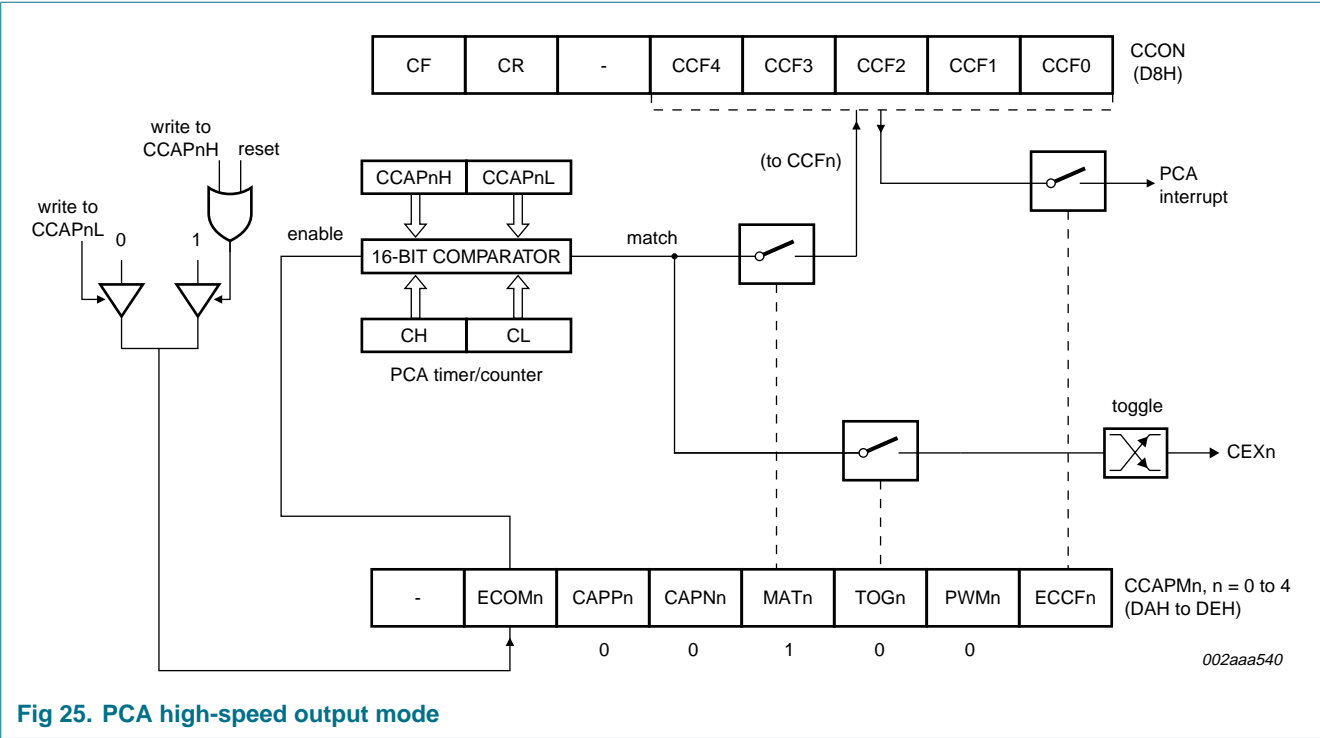 CF CR - CCF4 CCF3 CCF2 CCF1 CCF0
CCON
(D8H)
write to
CCAPnH
reset
write to
CCAPnL
0
1
enable
CCAPnH CCAPnL
16-BIT COMPARATOR
CH CL
PCA timer/counter
match
(to CCFn)
PCA
interrupt
toggle
CEXn
- ECOMn CAPPn CAPNn MATn TOGn PWMn ECCFn
CCAPMn, n = 0 to 4
(DAH to DEH)
0 0 1 0 0
002aaa540
Fig 25. PCA high-speed output mode